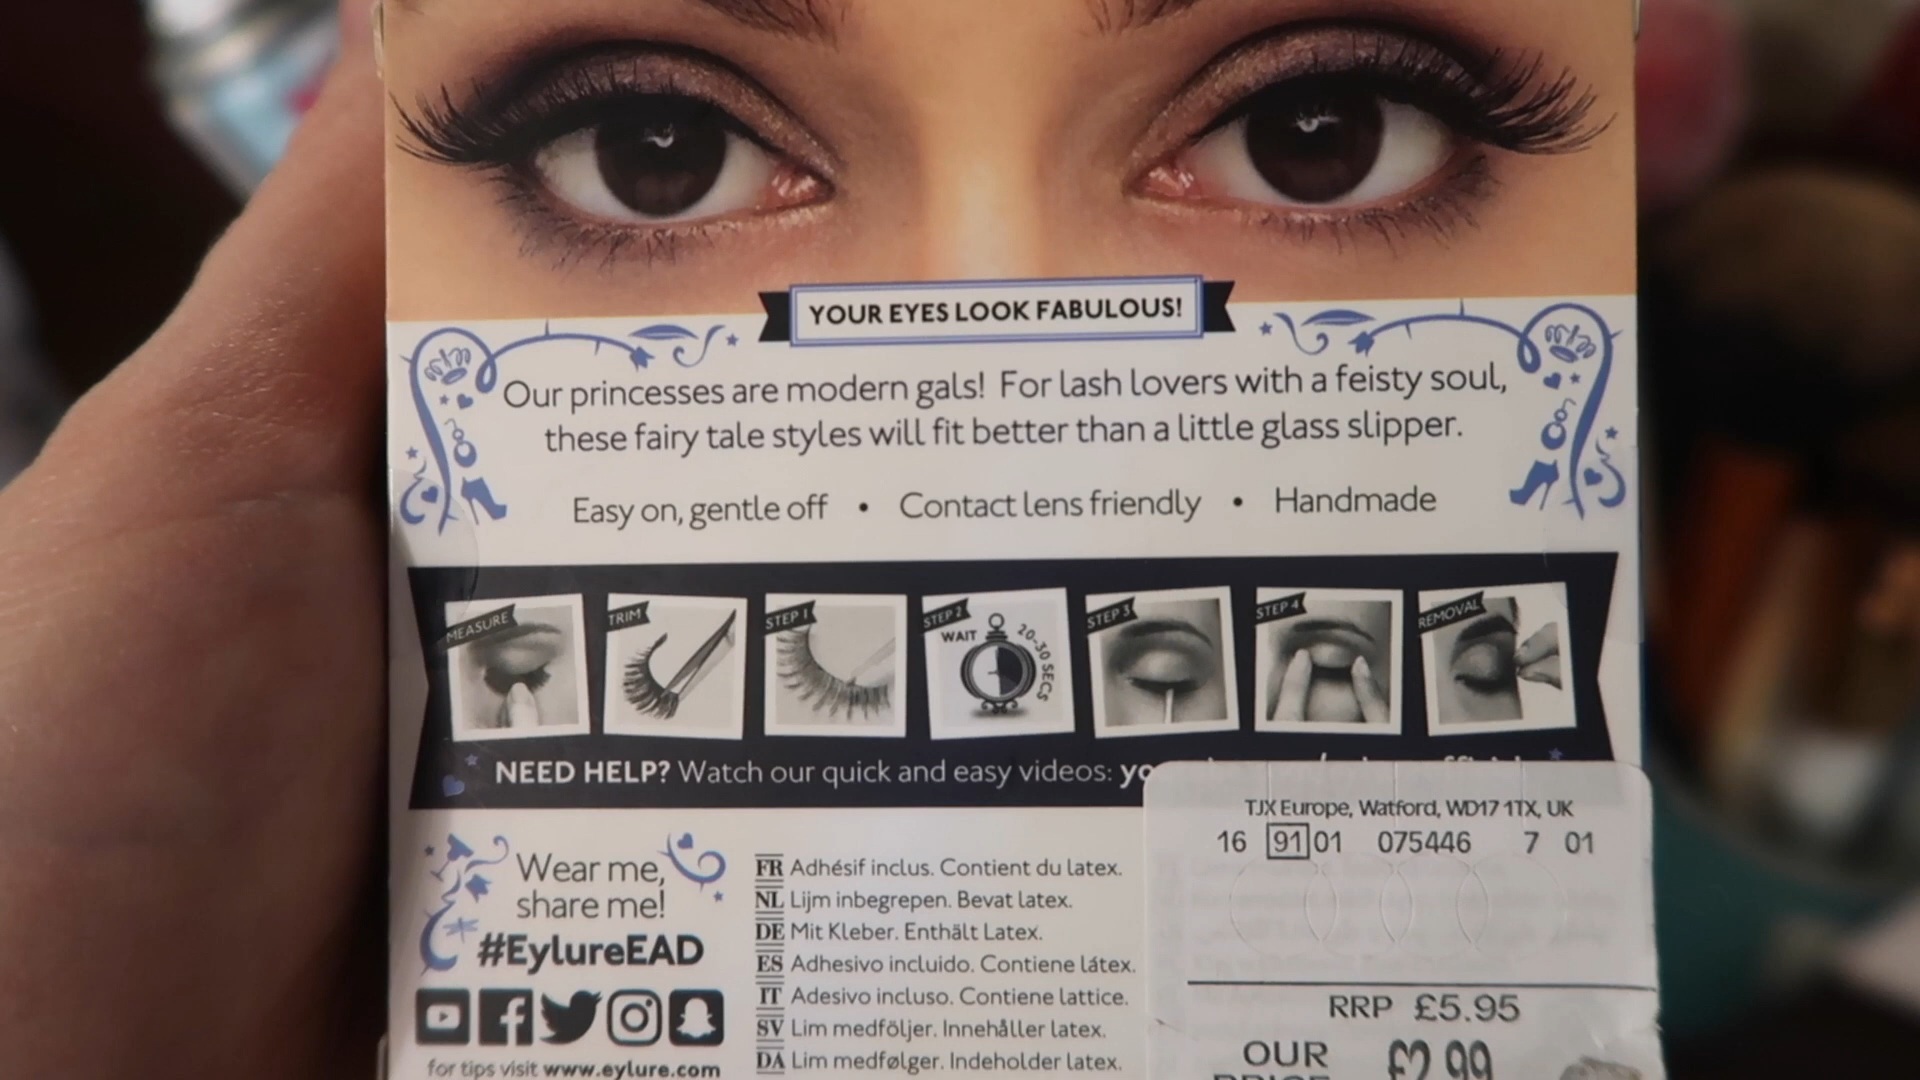 YOUR EYES LOOK FABULOUS!
Our princesses are modern gals! For lash lovers with a feisty soul,
these fairy tale styles will fit better than a little glass slipper.
Easy on, gentle off • Contact lens friendly • Handmade
MEASURE
TRIM
STEP 1
STEP 2
WAIT
20-30 SECS
STEP 3
STEP 4
REMOVAL
NEED HELP? Watch our quick and easy videos:
Wear me,
share me!
#EylureEAD
for tips visit www.eylure.com
FR Adhésif inclus. Contient du latex.
NL Lijm inbegrepen. Bevat latex.
DE Mit Kleber. Enthält Latex.
ES Adhesivo incluido. Contiene látex.
IT Adesivo incluso. Contiene lattice.
SV Lim medföljer. Innehåller latex.
DA Lim medfølger. Indeholder latex.
TJX Europe, Watford, WD17 1TX, UK
16 91 01 075446 7 01
RRP £5.95
OUR
PRICE £2.99